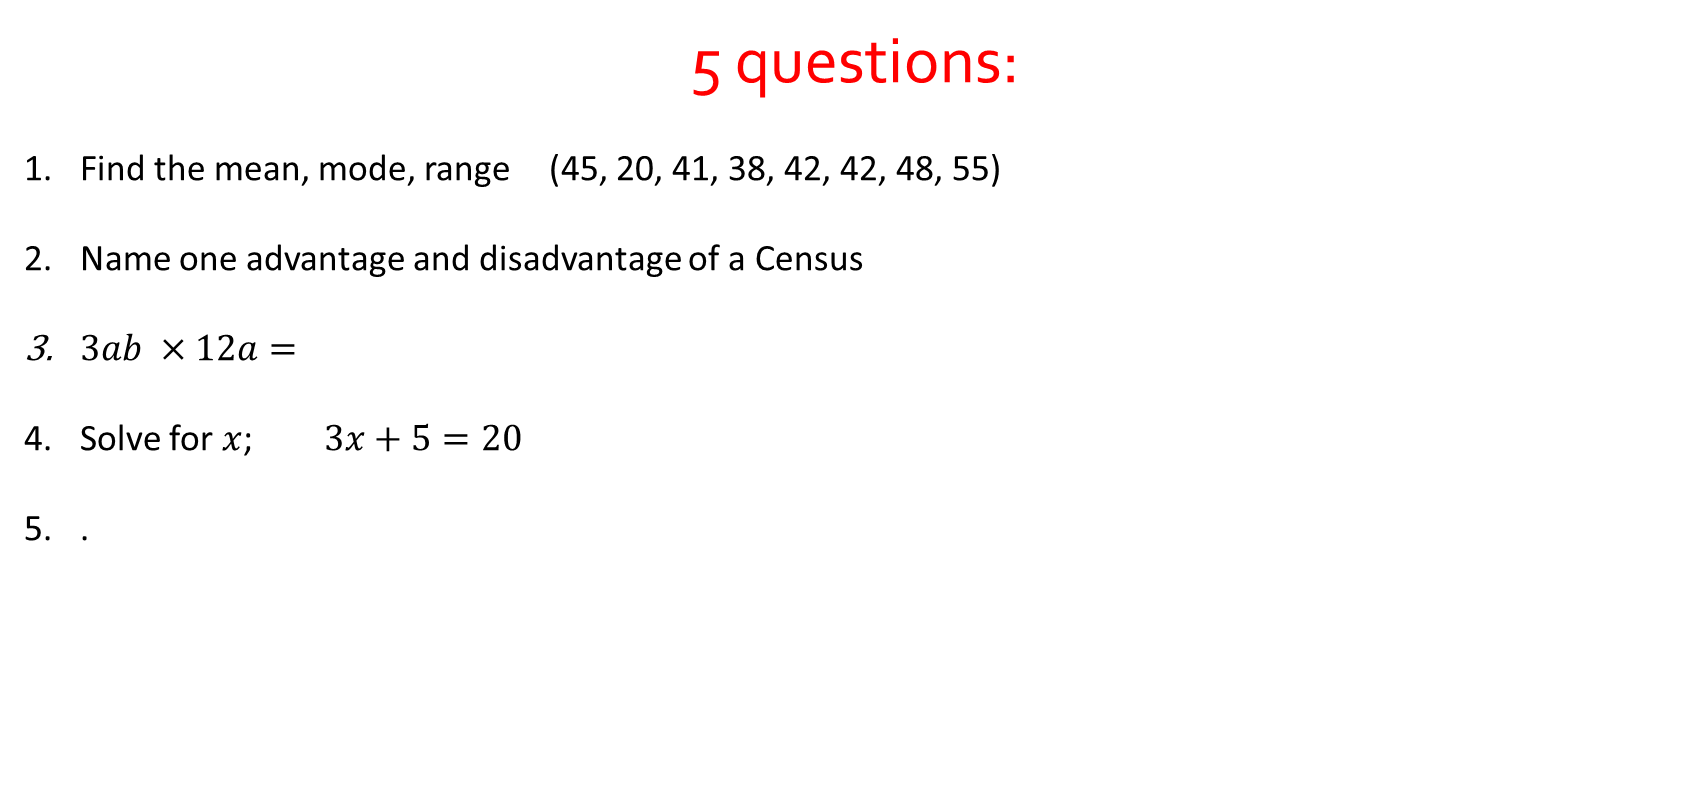 5 questions:
1. Find the mean, mode, range (45, 20, 41, 38, 42, 42, 48, 55)
2. Name one advantage and disadvantage of a Census
3. 3𝑎𝑏 × 12𝑎 =
4. Solve for 𝑥; 3𝑥 + 5 = 20
5. .